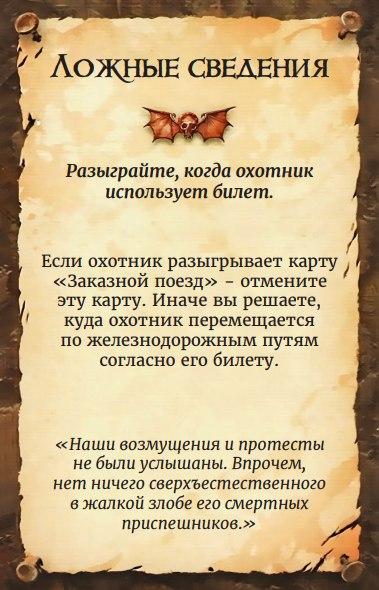 Ложные сведения
Разыграйте, когда охотник
использует билет.
Если охотник разыгрывает карту
«Заказной поезд» – отмените
эту карту. Иначе вы решаете,
куда охотник перемещается
по железнодорожным путям
согласно его билету.
«Наши возмущения и протесты
не были услышаны. Впрочем,
нет ничего сверхъестественного
в жалкой злобе его смертных
приспешников.»